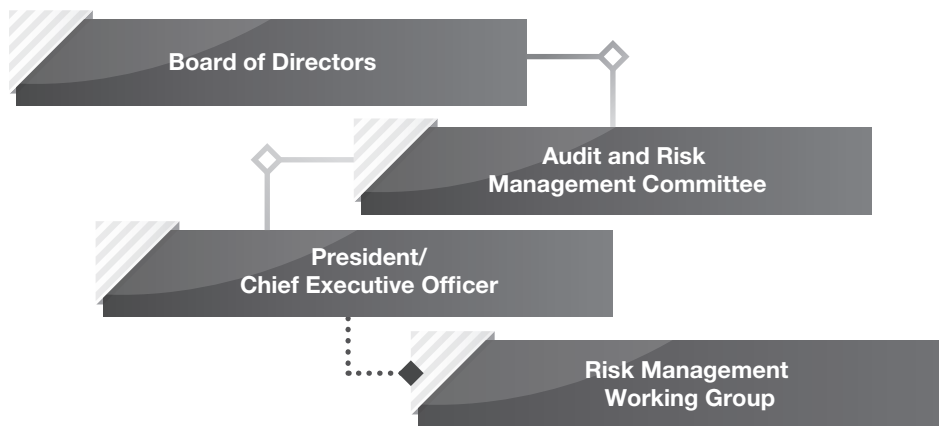 Board of Directors
Audit and Risk
Management Committee
President/
Chief Executive Officer
Risk Management
Working Group